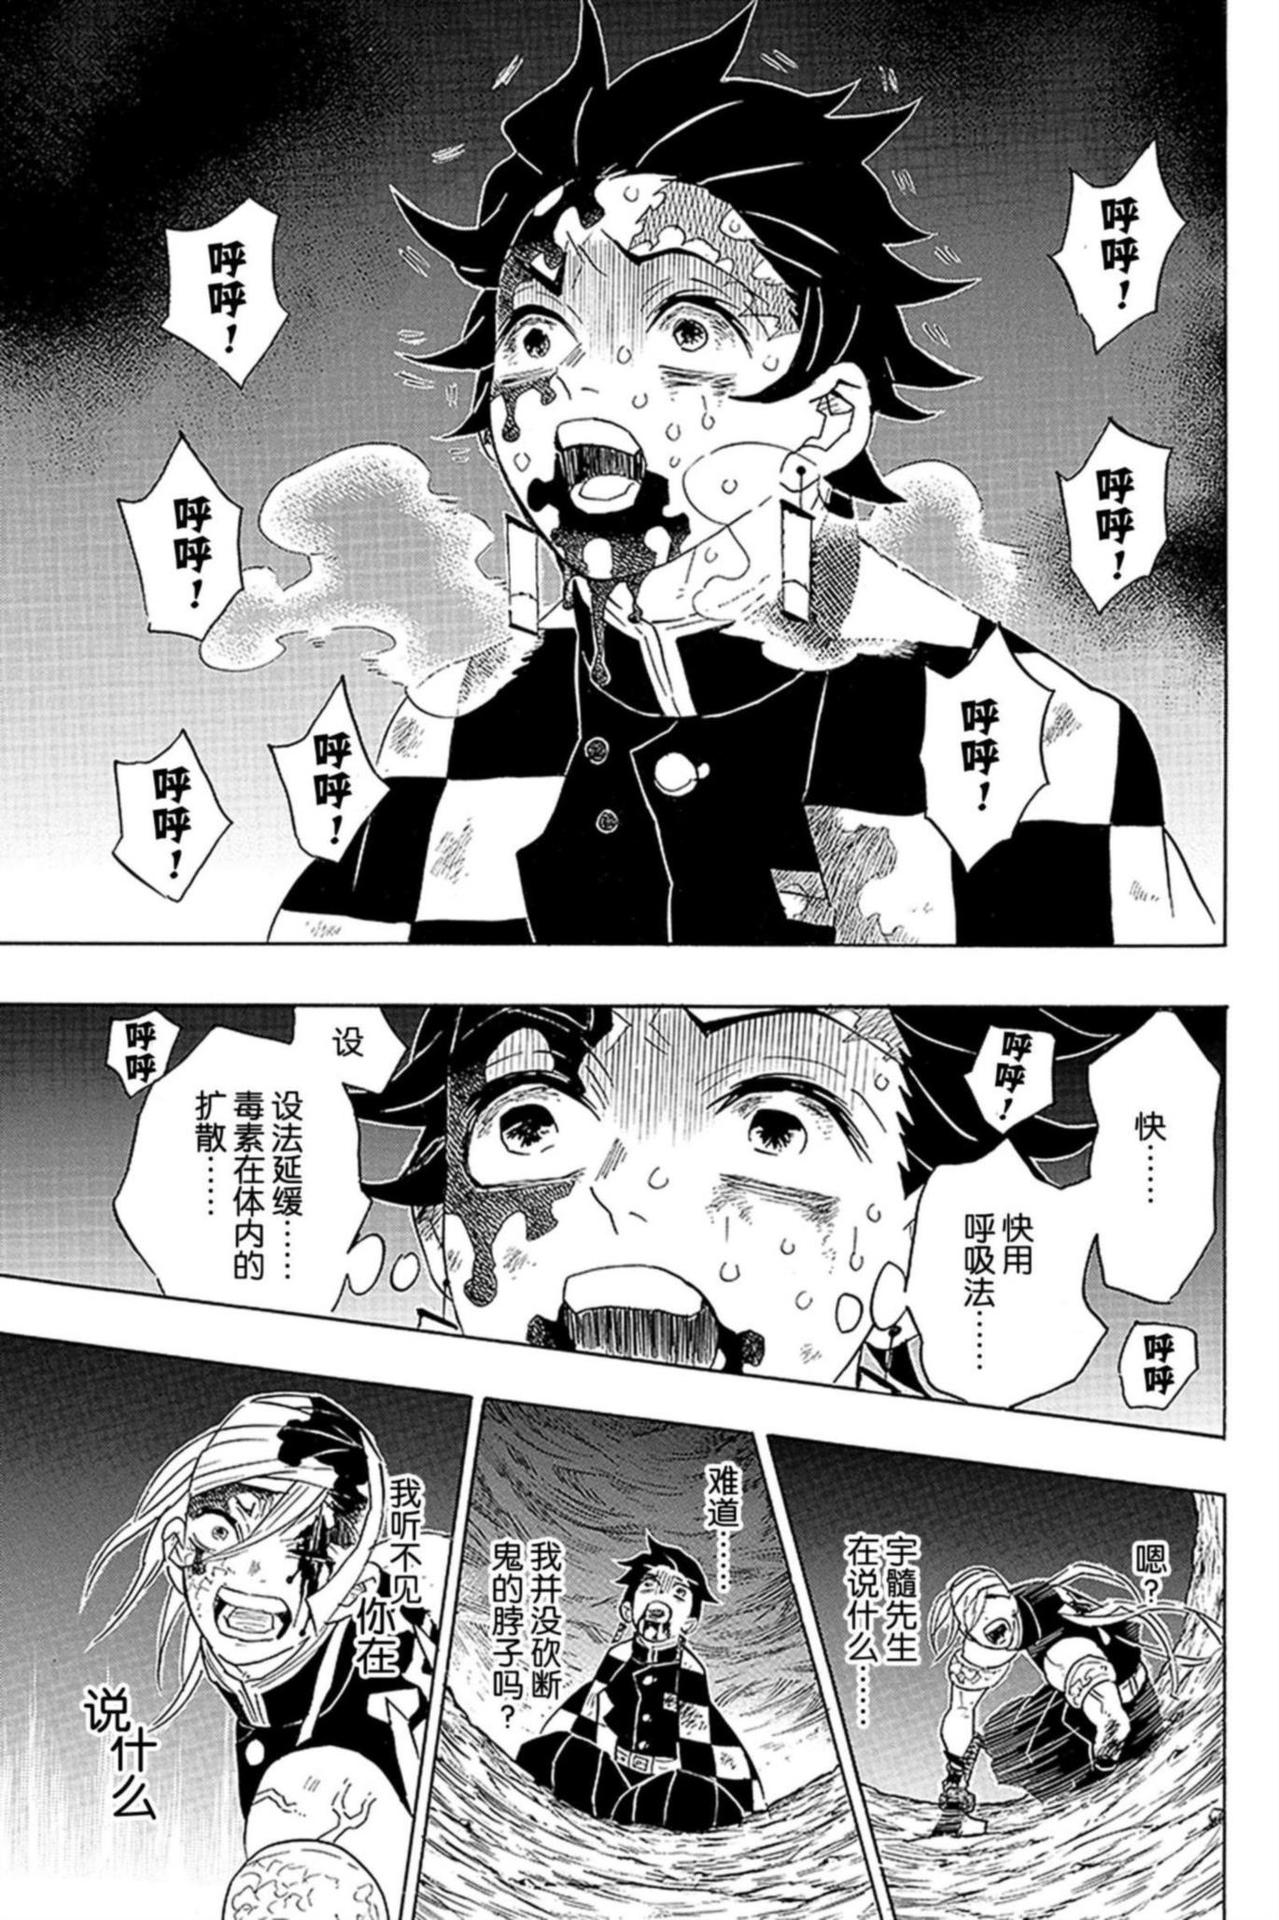 呼
呼！
呼
呼！
呼
呼！
呼
呼！
呼
呼！
呼
呼！
呼
呼！
快……
快用
呼吸法……
呼
呼！
呼
呼
设
设法延缓……
毒素在体内的
扩散……
呼
呼
嗯？
宇髓先生
在说什么……
难道……
我并没砍断
鬼的脖子吗？
我听不见
你在
说什么